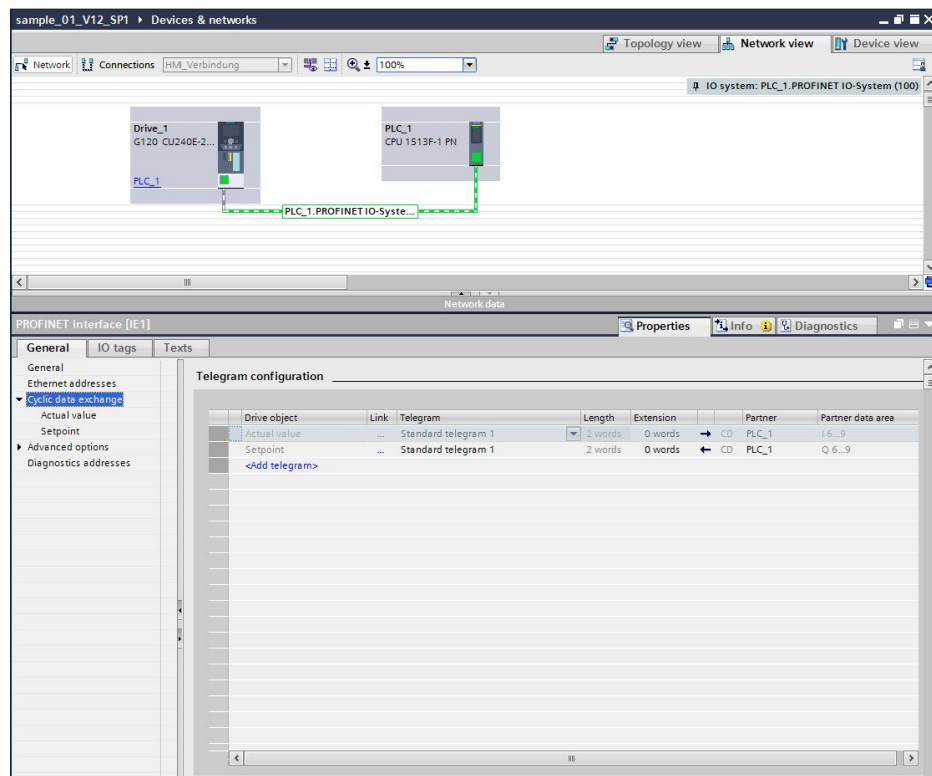 sample_01_V12_SP1 ▸ Devices & networks
Topology view Network view Device view
Network Connections HMI_Verbindung 100%
IO system: PLC_1.PROFINET IO-System (100)
Drive_1
G120 CU240E-2...
PLC_1
PLC_1
CPU 1513F-1 PN
PLC_1.PROFINET IO-Syste...
Network data
PROFINET interface [IE1]
Properties Info Diagnostics
General IO tags Texts
General
Ethernet addresses
Cyclic data exchange
Actual value
Setpoint
Advanced options
Diagnostics addresses
Telegram configuration
Drive object Link Telegram Length Extension Partner Partner data area
Actual value ... Standard telegram 1 2 words 0 words → CD PLC_1 I 6...9
Setpoint ... Standard telegram 1 2 words 0 words ← CD PLC_1 Q 6...9
<Add telegram>